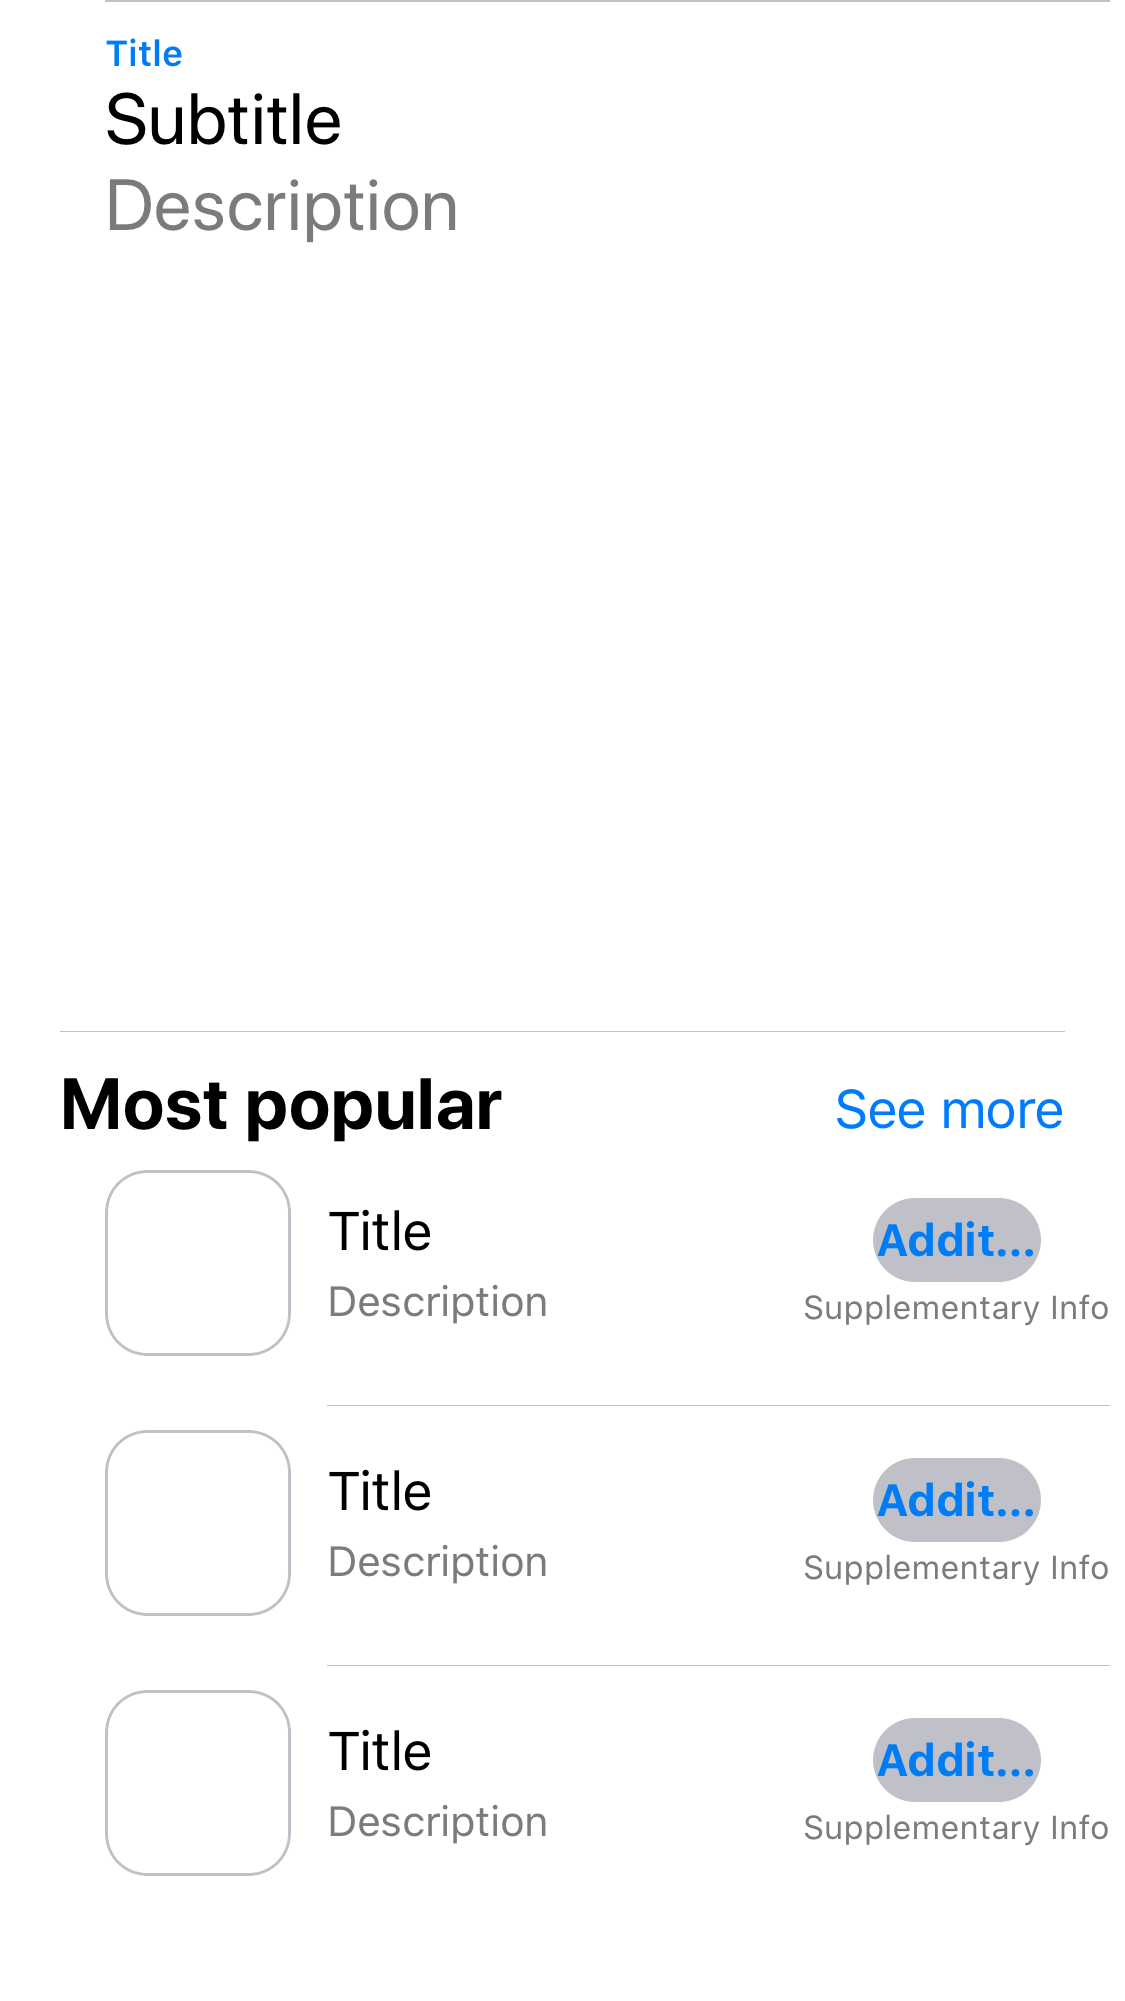 Title
Subtitle
Description
Most popular
See more
Title
Addit...
Description
Supplementary Info
Title
Addit...
Description
Supplementary Info
Title
Addit...
Description
Supplementary Info